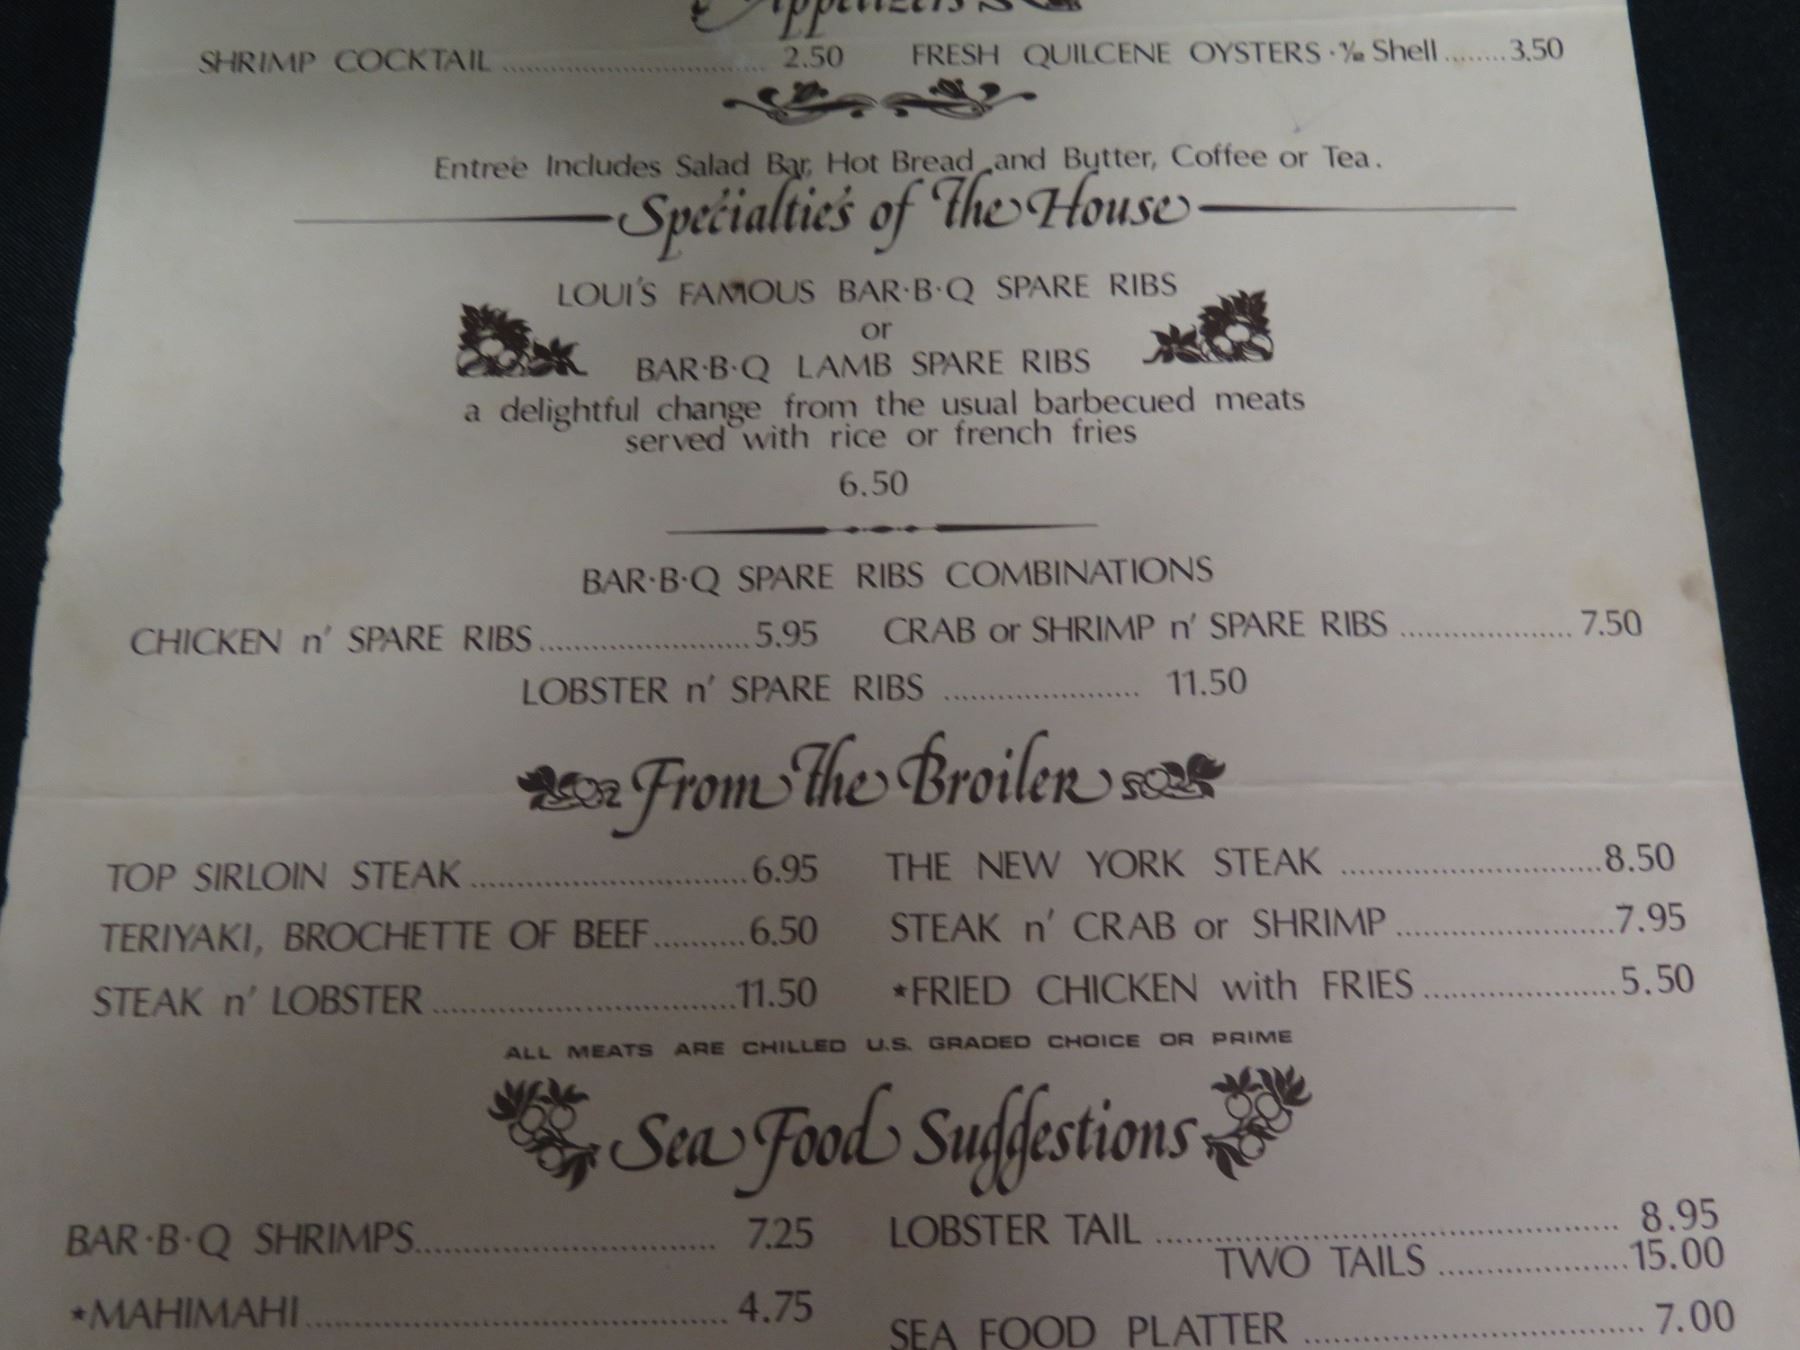 Appetizers
SHRIMP COCKTAIL ........ 2.50 FRESH QUILCENE OYSTERS · ½ Shell ........ 3.50
Entreé Includes Salad Bar, Hot Bread and Butter, Coffee or Tea.
Specialties of The House
LOUI'S FAMOUS BAR·B·Q SPARE RIBS
or
BAR·B·Q LAMB SPARE RIBS
a delightful change from the usual barbecued meats
served with rice or french fries
6.50
BAR·B·Q SPARE RIBS COMBINATIONS
CHICKEN n' SPARE RIBS ........ 5.95 CRAB or SHRIMP n' SPARE RIBS ........ 7.50
LOBSTER n' SPARE RIBS ........ 11.50
From The Broiler
TOP SIRLOIN STEAK ........ 6.95 THE NEW YORK STEAK ........ 8.50
TERIYAKI, BROCHETTE OF BEEF ........ 6.50 STEAK n' CRAB or SHRIMP ........ 7.95
STEAK n' LOBSTER ........ 11.50 *FRIED CHICKEN with FRIES ........ 5.50
ALL MEATS ARE CHILLED U.S. GRADED CHOICE OR PRIME
Sea Food Suggestions
BAR·B·Q SHRIMPS ........ 7.25 LOBSTER TAIL ........ 8.95
TWO TAILS ........ 15.00
*MAHIMAHI ........ 4.75 SEA FOOD PLATTER ........ 7.00